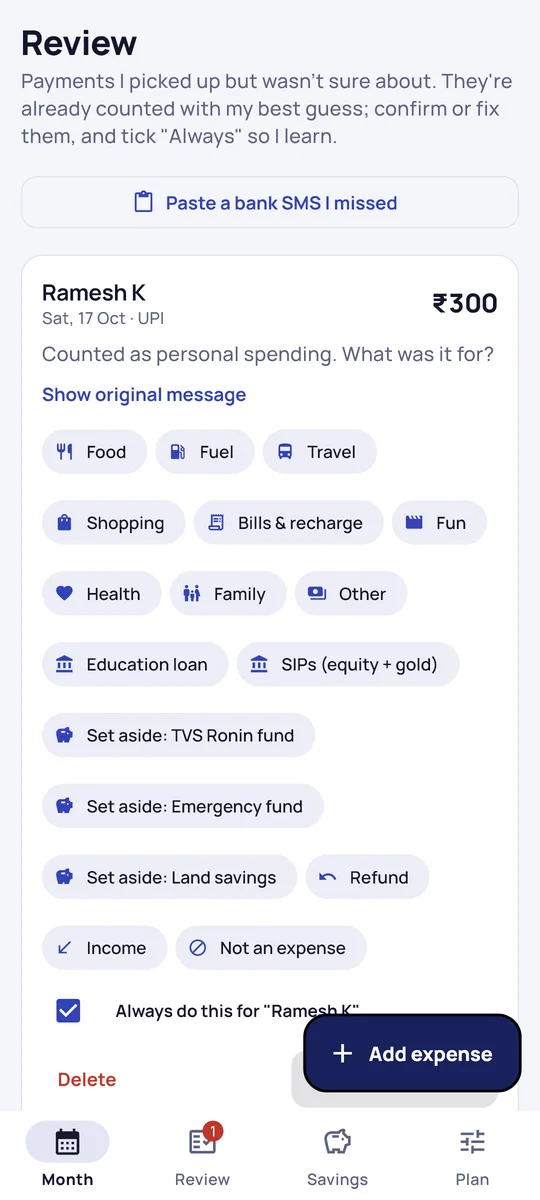 Review
Payments I picked up but wasn't sure about. They're
already counted with my best guess; confirm or fix
them, and tick "Always" so I learn.
Paste a bank SMS I missed
Ramesh K
₹300
Sat, 17 Oct · UPI
Counted as personal spending. What was it for?
Show original message
Food Fuel Travel
Shopping Bills & recharge Fun
Health Family Other
Education loan SIPs (equity + gold)
Set aside: TVS Ronin fund
Set aside: Emergency fund
Set aside: Land savings Refund
Income Not an expense
Always do this for "Ramesh K"
Add expense
Delete
1
Month Review Savings Plan